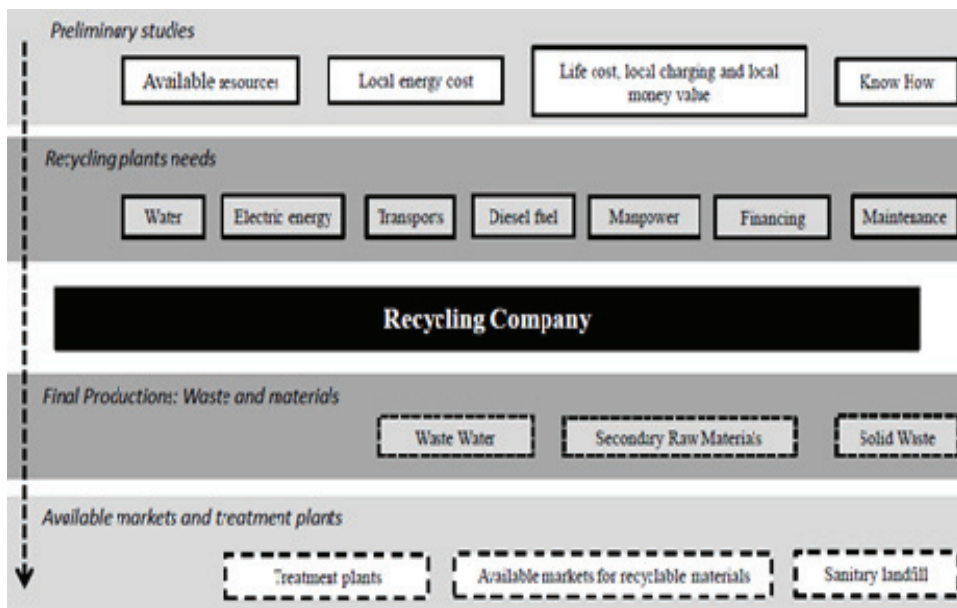 Preliminary studies
Available resources
Local energy cost
Life cost, local charging and local
money value
Know How
Recycling plants needs
Water
Electric energy
Transports
Diesel fuel
Manpower
Financing
Maintenance
Recycling Company
Final Productions: Waste and materials
Waste Water
Secondary Raw Materials
Solid Waste
Available markets and treatment plants
Treatment plants
Available markets for recyclable materials
Sanitary landfill